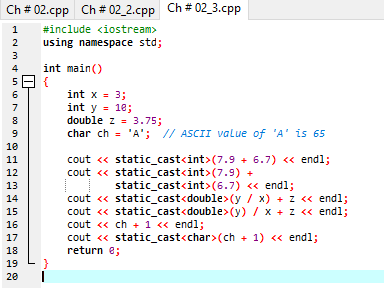 Ch # 02.cpp Ch # 02_2.cpp Ch # 02_3.cpp
1 #include <iostream>
2 using namespace std;
3
4 int main()
5 {
6 int x = 3;
7 int y = 10;
8 double z = 3.75;
9 char ch = 'A'; // ASCII value of 'A' is 65
10
11 cout << static_cast<int>(7.9 + 6.7) << endl;
12 cout << static_cast<int>(7.9) +
13 static_cast<int>(6.7) << endl;
14 cout << static_cast<double>(y / x) + z << endl;
15 cout << static_cast<double>(y) / x + z << endl;
16 cout << ch + 1 << endl;
17 cout << static_cast<char>(ch + 1) << endl;
18 return 0;
19 }
20